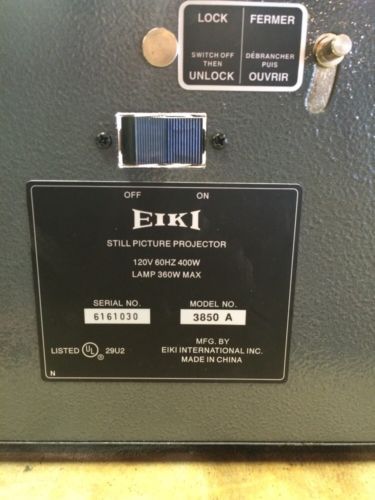 LOCK FERMER
SWITCH OFF DÉBRANCHER
THEN PUIS
UNLOCK OUVRIR
OFF ON
EIKI
STILL PICTURE PROJECTOR
120V 60HZ 400W
LAMP 360W MAX
SERIAL NO. MODEL NO.
6161030 3850 A
LISTED UL ® 29U2
MFG. BY
EIKI INTERNATIONAL INC.
MADE IN CHINA
N